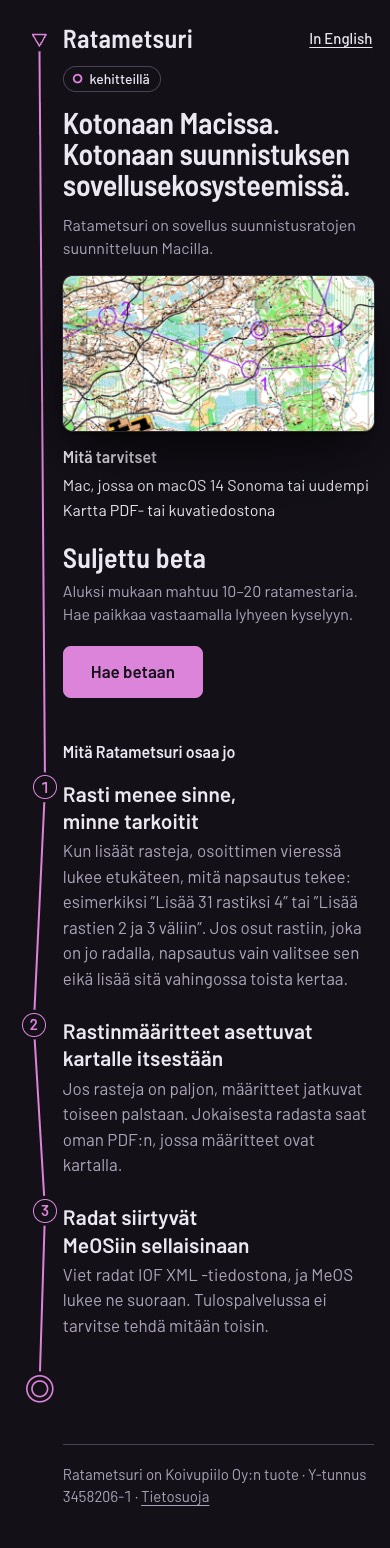 Ratametsuri
In English
kehitteillä
Kotonaan Macissa.
Kotonaan suunnistuksen
sovellusekosysteemissä.
Ratametsuri on sovellus suunnistusratojen
suunnitteluun Macilla.
2
11
1
Mitä tarvitset
Mac, jossa on macOS 14 Sonoma tai uudempi
Kartta PDF- tai kuvatiedostona
Suljettu beta
Aluksi mukaan mahtuu 10–20 ratamestaria.
Hae paikkaa vastaamalla lyhyeen kyselyyn.
Hae betaan
Mitä Ratametsuri osaa jo
1
Rasti menee sinne,
minne tarkoitit
Kun lisäät rasteja, osoittimen vieressä
lukee etukäteen, mitä napsautus tekee:
esimerkiksi ”Lisää 31 rastiksi 4” tai ”Lisää
rastien 2 ja 3 väliin”. Jos osut rastiin, joka
on jo radalla, napsautus vain valitsee sen
eikä lisää sitä vahingossa toista kertaa.
2
Rastinmääritteet asettuvat
kartalle itsestään
Jos rasteja on paljon, määritteet jatkuvat
toiseen palstaan. Jokaisesta radasta saat
oman PDF:n, jossa määritteet ovat
kartalla.
3
Radat siirtyvät
MeOSiin sellaisinaan
Viet radat IOF XML -tiedostona, ja MeOS
lukee ne suoraan. Tulospalvelussa ei
tarvitse tehdä mitään toisin.
Ratametsuri on Koivupiilo Oy:n tuote · Y-tunnus
3458206-1 · Tietosuoja